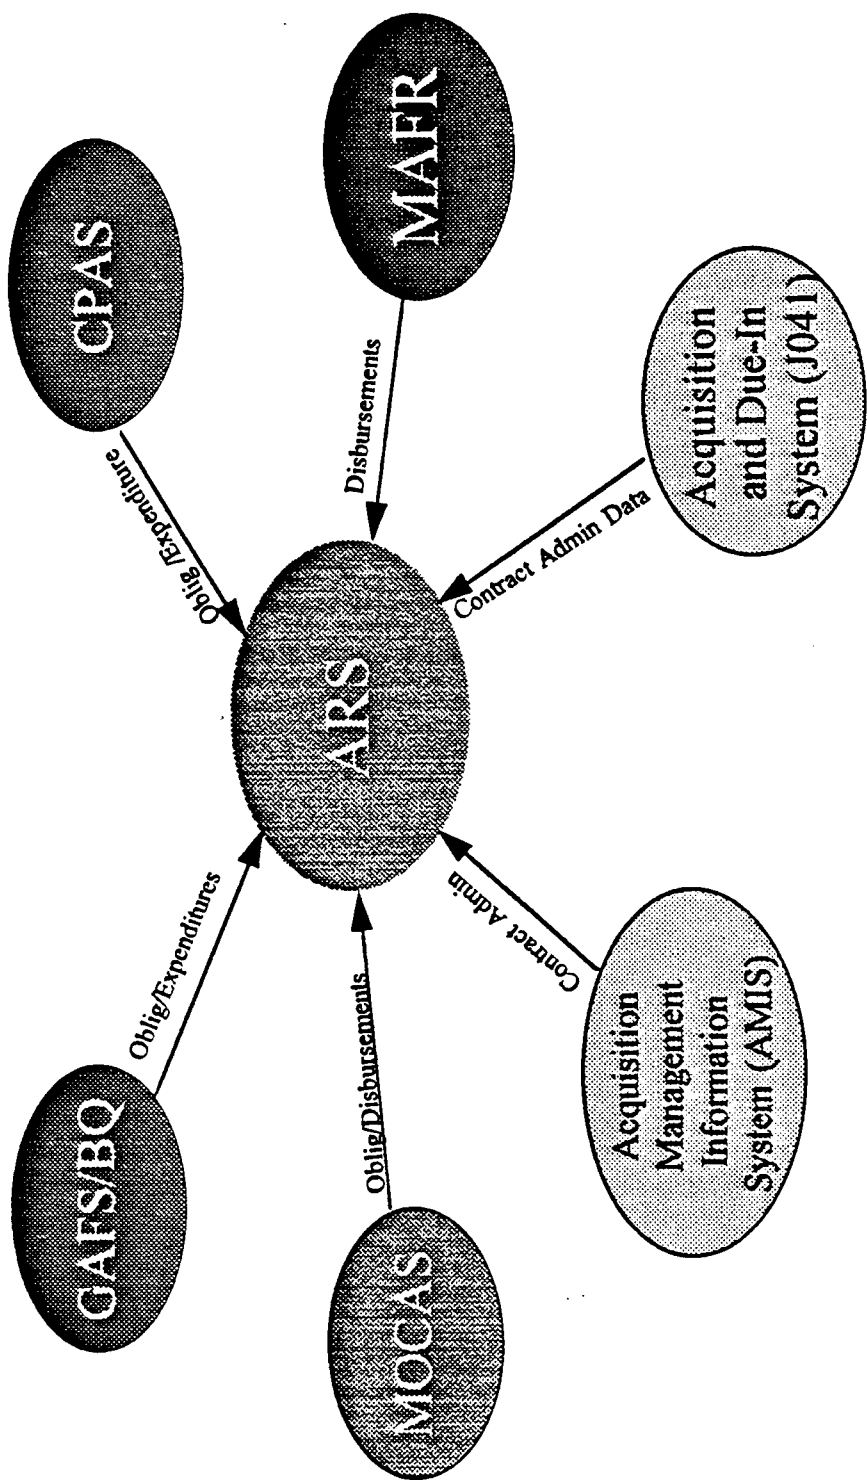 GAFS/BQ
CPAS
Oblig/Expenditures
Oblig /Expenditure
MOCAS
Oblig/Disbursements
ARS
Disbursements
MAFR
Contract Admin
Contract Admin Data
Acquisition
Management
Information
System (AMIS)
Acquisition
and Due-In
System (J041)